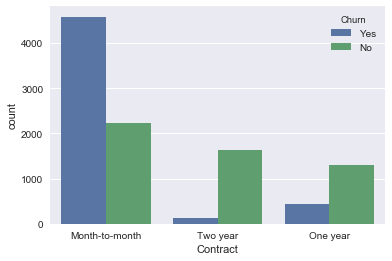 Churn
Yes
No
4000
3000
2000
1000
0
count
Month-to-month Two year One year
Contract